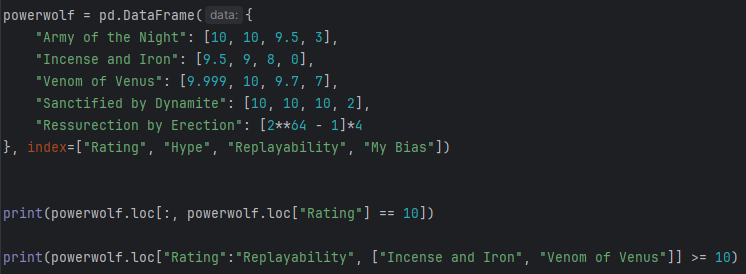 powerwolf = pd.DataFrame( data: {
    "Army of the Night": [10, 10, 9.5, 3],
    "Incense and Iron": [9.5, 9, 8, 0],
    "Venom of Venus": [9.999, 10, 9.7, 7],
    "Sanctified by Dynamite": [10, 10, 10, 2],
    "Ressurection by Erection": [2**64 - 1]*4
}, index=["Rating", "Hype", "Replayability", "My Bias"])
print(powerwolf.loc[:, powerwolf.loc["Rating"] == 10])
print(powerwolf.loc["Rating":"Replayability", ["Incense and Iron", "Venom of Venus"]] >= 10)